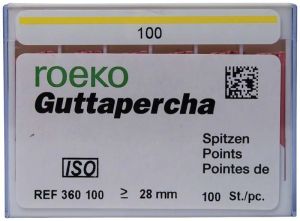 100
roeko
Guttapercha
Spitzen
Points
Pointes de
ISO
REF 360 100 ≥ 28 mm 100 St./pc.